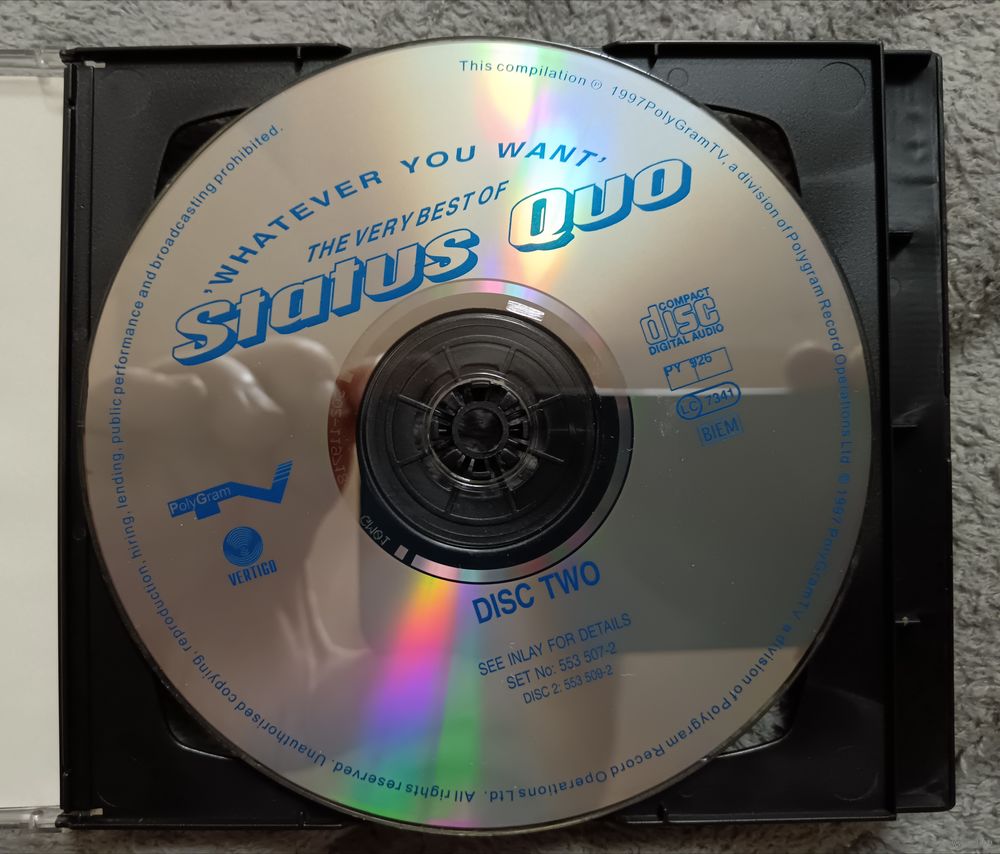 This compilation ℗ 1997PolyGramTV, a division of Polygram Record Operations Ltd © 1997 PolyGramTV a division of Polygram Record Operations Ltd. All rights reserved. Unauthorised copying, reproduction, hiring, lending, public performance and broadcasting prohibited.
'WHATEVER YOU WANT'
THE VERY BEST OF
Status Quo
COMPACT
disc
DIGITAL AUDIO
PY 926
LC 7341
BIEM
PolyGram TV
VERTIGO
DISC TWO
SEE INLAY FOR DETAILS
SET No: 553 507-2
DISC 2: 553 509-2